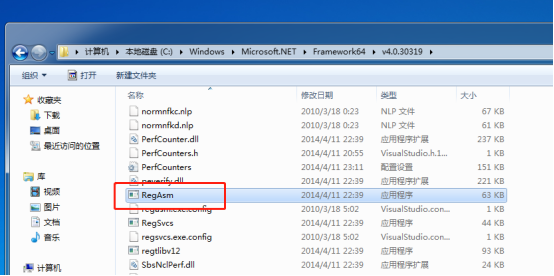 计算机 ▸ 本地磁盘 (C:) ▸ Windows ▸ Microsoft.NET ▸ Framework64 ▸ v4.0.30319 ▸
组织 打开 新建文件夹
名称 修改日期 类型 大小
收藏夹
下载
桌面
最近访问的位置
库
视频
图片
文档
音乐
计算机
normnfkc.nlp 2010/3/18 0:23 NLP 文件 67 KB
normnfkd.nlp 2010/3/18 0:23 NLP 文件 60 KB
PerfCounter.dll 2014/4/11 22:39 应用程序扩展 237 KB
PerfCounters.h 2014/4/11 20:55 VisualStudio.h.1... 1 KB
PerfCounters 2014/4/11 23:11 配置设置 151 KB
peverify.dll 2014/4/11 22:39 应用程序扩展 221 KB
RegAsm 2014/4/11 22:39 应用程序 63 KB
regasm.exe.config 2010/3/18 5:02 VisualStudio.con... 1 KB
RegSvcs 2014/4/11 22:39 应用程序 44 KB
regsvcs.exe.config 2010/3/18 5:02 VisualStudio.con... 1 KB
regtlibv12 2014/4/11 22:39 应用程序 93 KB
SbsNclPerf.dll 2014/4/11 22:39 应用程序扩展 24 KB